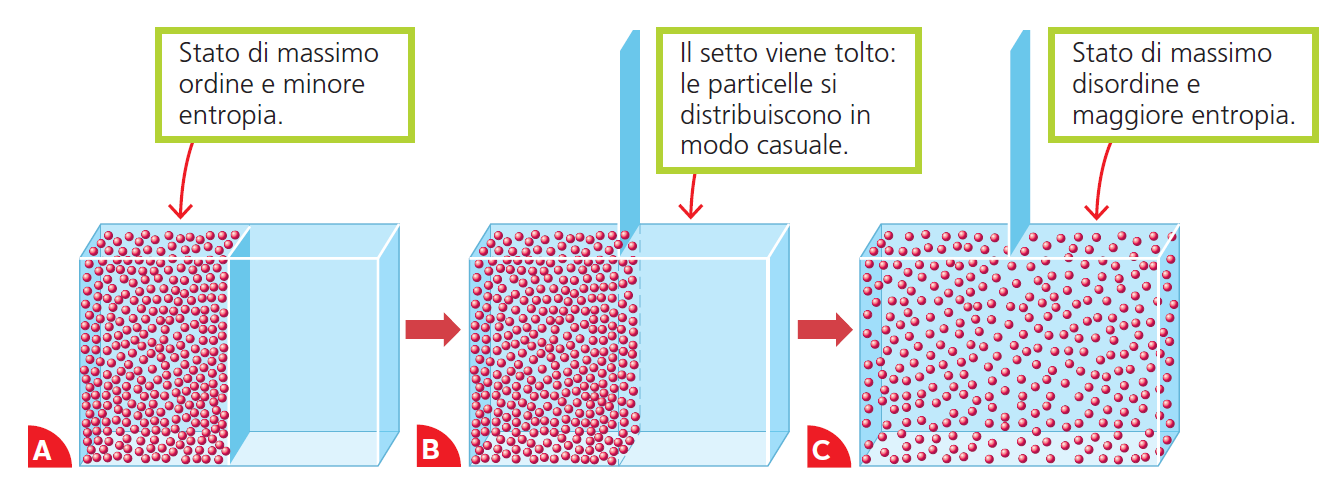 Stato di massimo
ordine e minore
entropia.
Il setto viene tolto:
le particelle si
distribuiscono in
modo casuale.
Stato di massimo
disordine e
maggiore entropia.
A
B
C